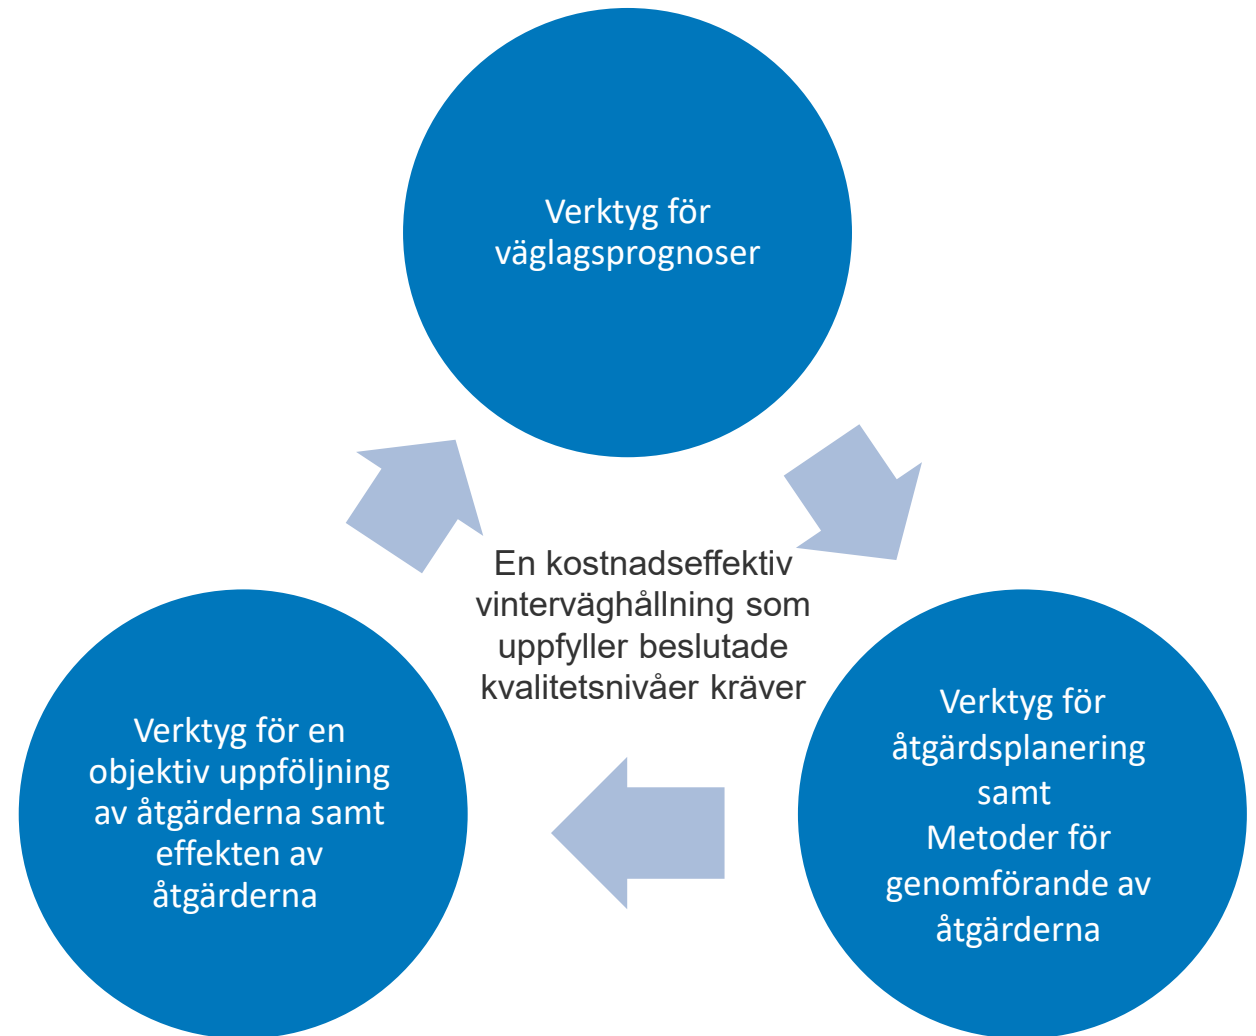 Verktyg för
väglagsprognoser
En kostnadseffektiv
vinterväghållning som
uppfyller beslutade
kvalitetsnivåer kräver
Verktyg för
åtgärdsplanering
samt
Metoder för
genomförande av
åtgärderna
Verktyg för en
objektiv uppföljning
av åtgärderna samt
effekten av
åtgärderna